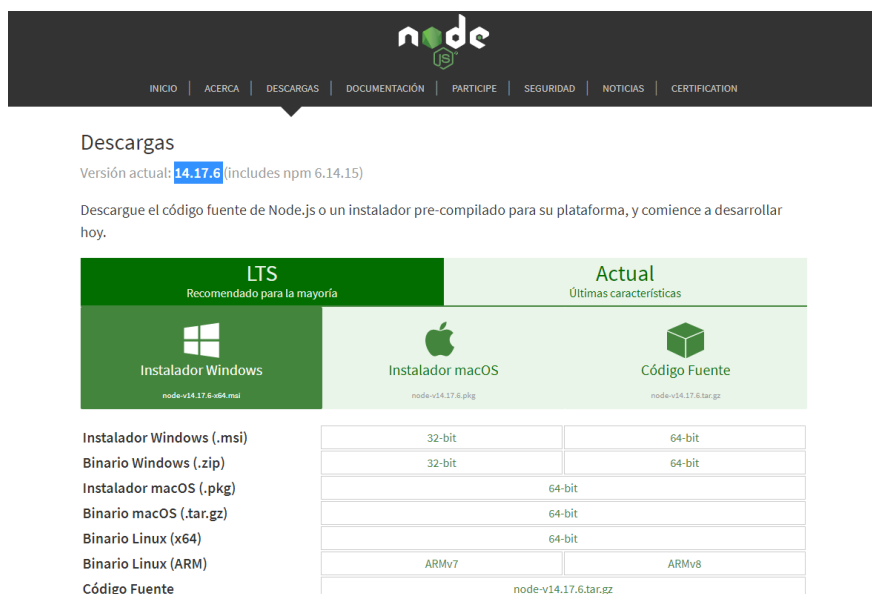 node
JS
INICIO | ACERCA | DESCARGAS | DOCUMENTACIÓN | PARTICIPE | SEGURIDAD | NOTICIAS | CERTIFICATION
Descargas
Versión actual: 14.17.6 (includes npm 6.14.15)
Descargue el código fuente de Node.js o un instalador pre-compilado para su plataforma, y comience a desarrollar
hoy.
LTS
Recomendado para la mayoría
Actual
Últimas características
Instalador Windows
node-v14.17.6-x64.msi
Instalador macOS
node-v14.17.6.pkg
Código Fuente
node-v14.17.6.tar.gz
Instalador Windows (.msi) 32-bit 64-bit
Binario Windows (.zip) 32-bit 64-bit
Instalador macOS (.pkg) 64-bit
Binario macOS (.tar.gz) 64-bit
Binario Linux (x64) 64-bit
Binario Linux (ARM) ARMv7 ARMv8
Código Fuente node-v14.17.6.tar.gz